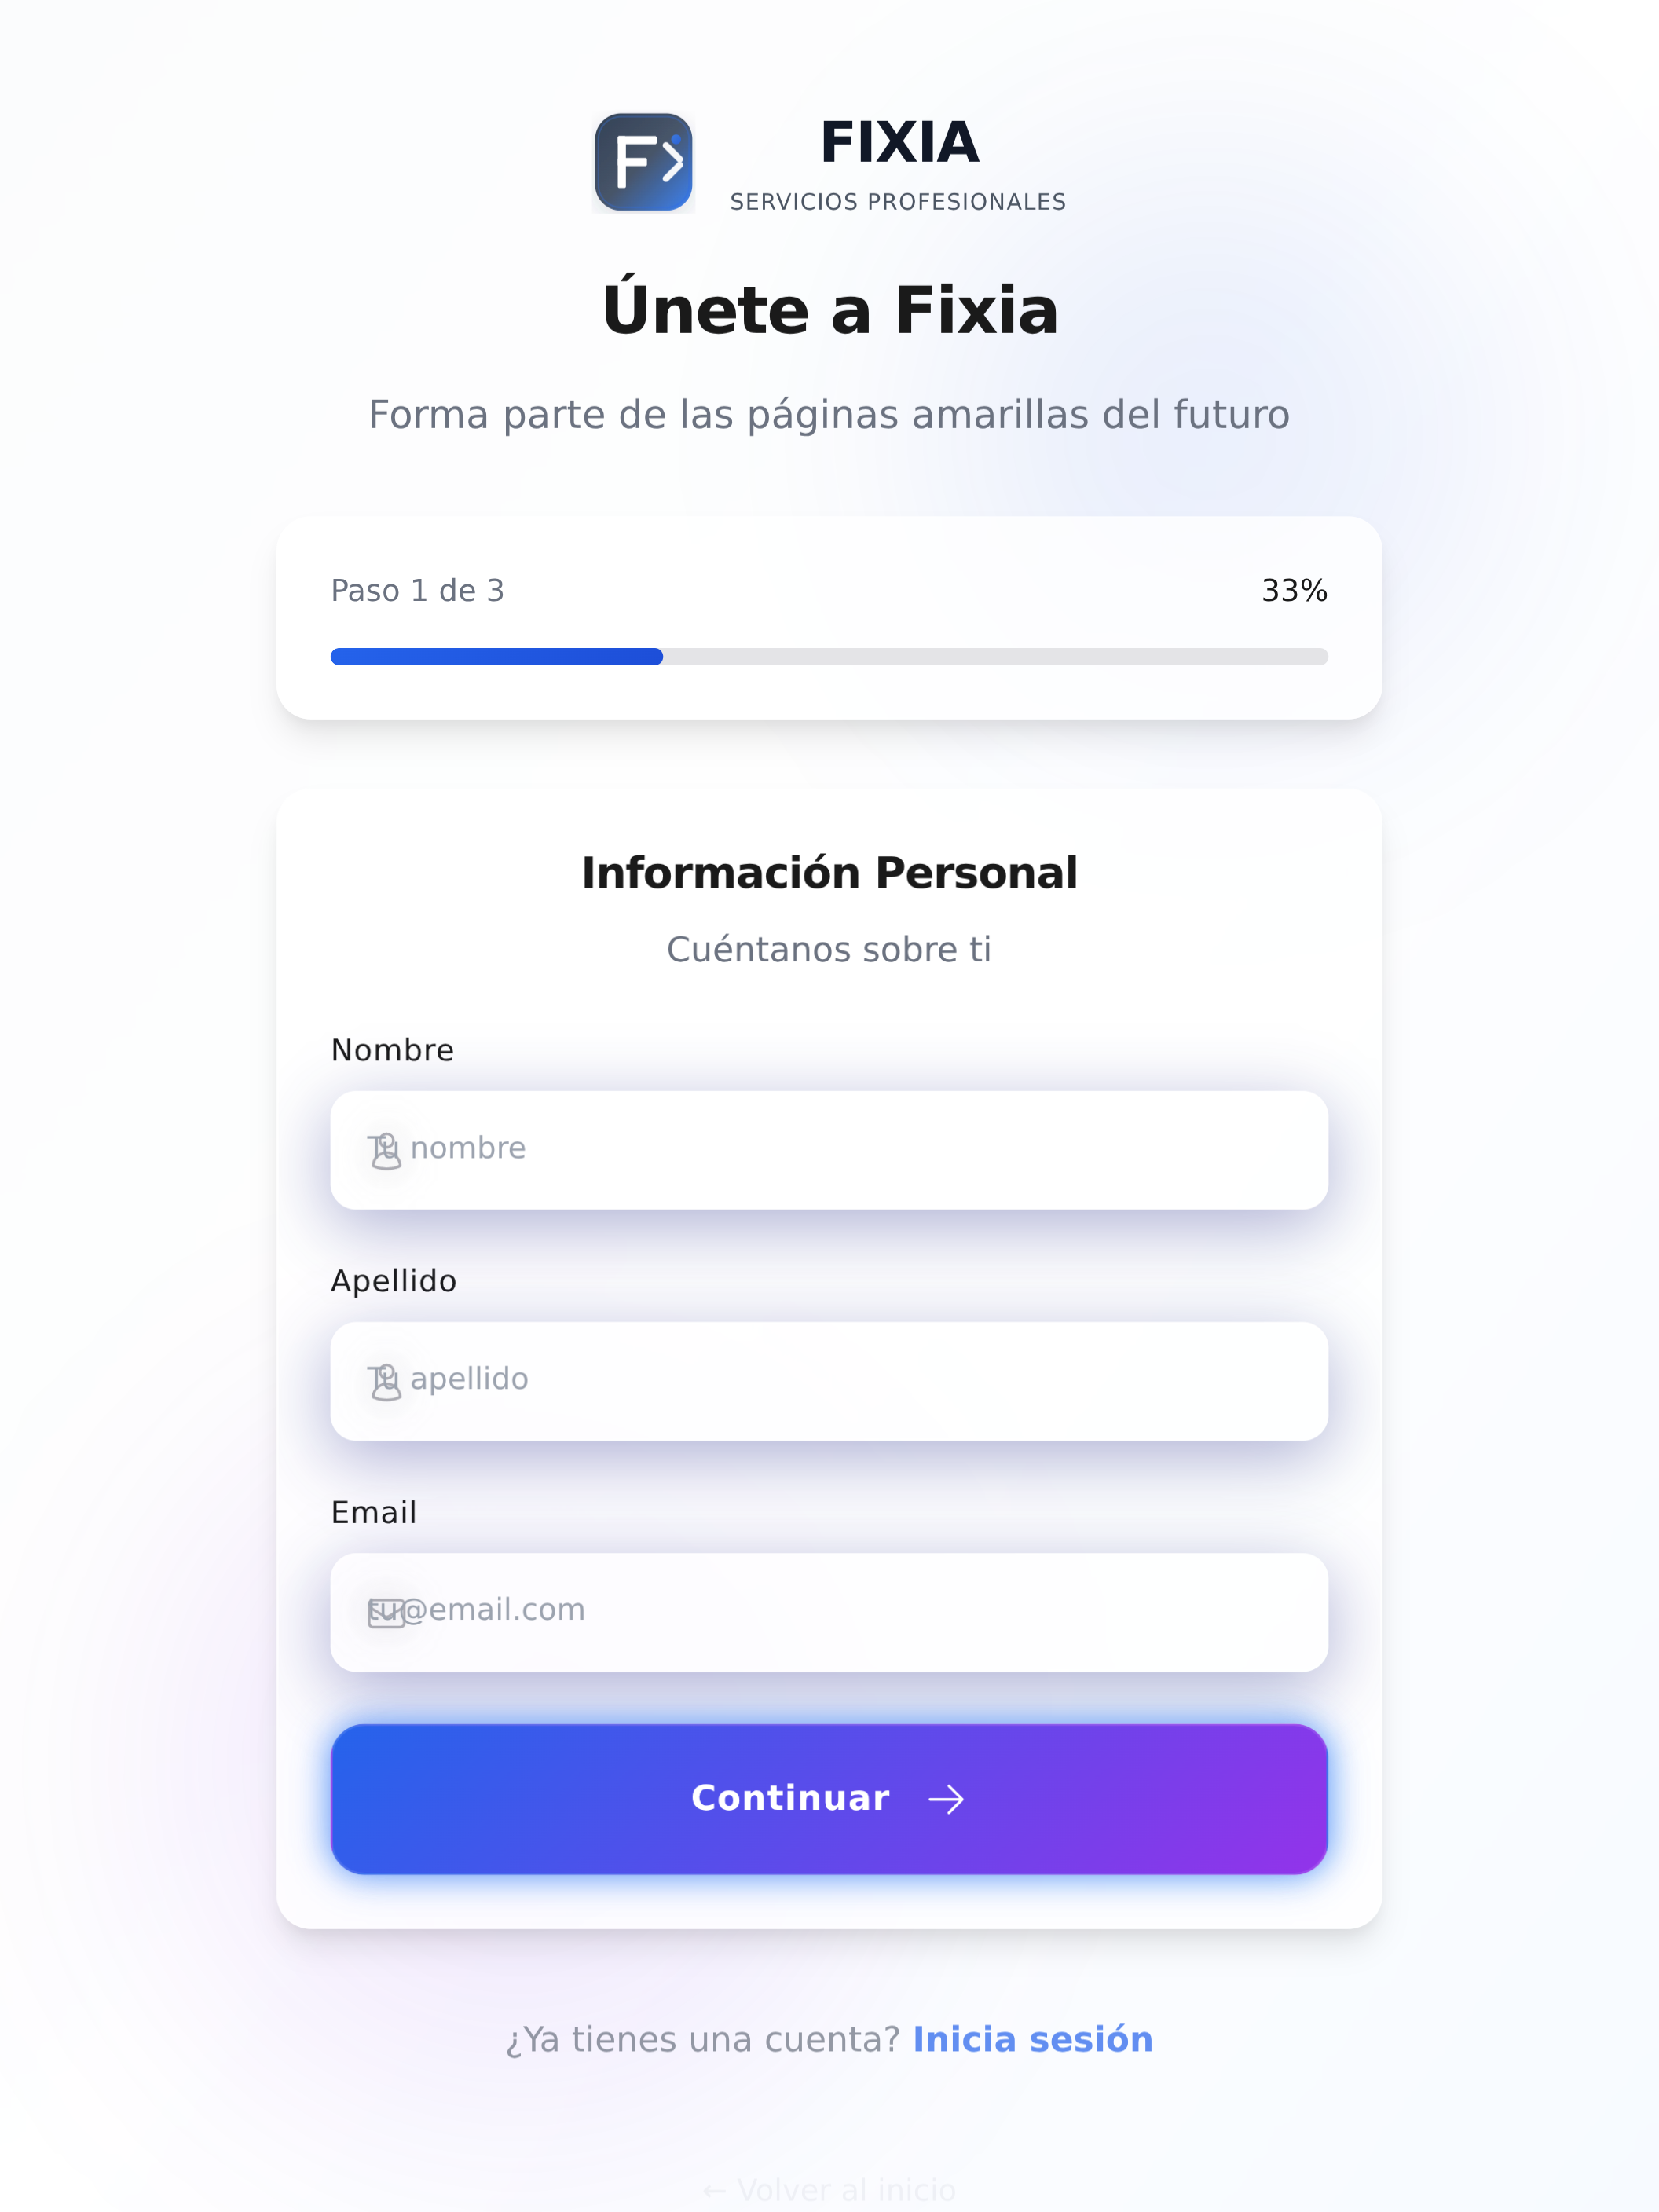 FIXIA
SERVICIOS PROFESIONALES
Únete a Fixia
Forma parte de las páginas amarillas del futuro
Paso 1 de 3
33%
Información Personal
Cuéntanos sobre ti
Nombre
Tu nombre
Apellido
Tu apellido
Email
tu@email.com
Continuar →
¿Ya tienes una cuenta? Inicia sesión
← Volver al inicio